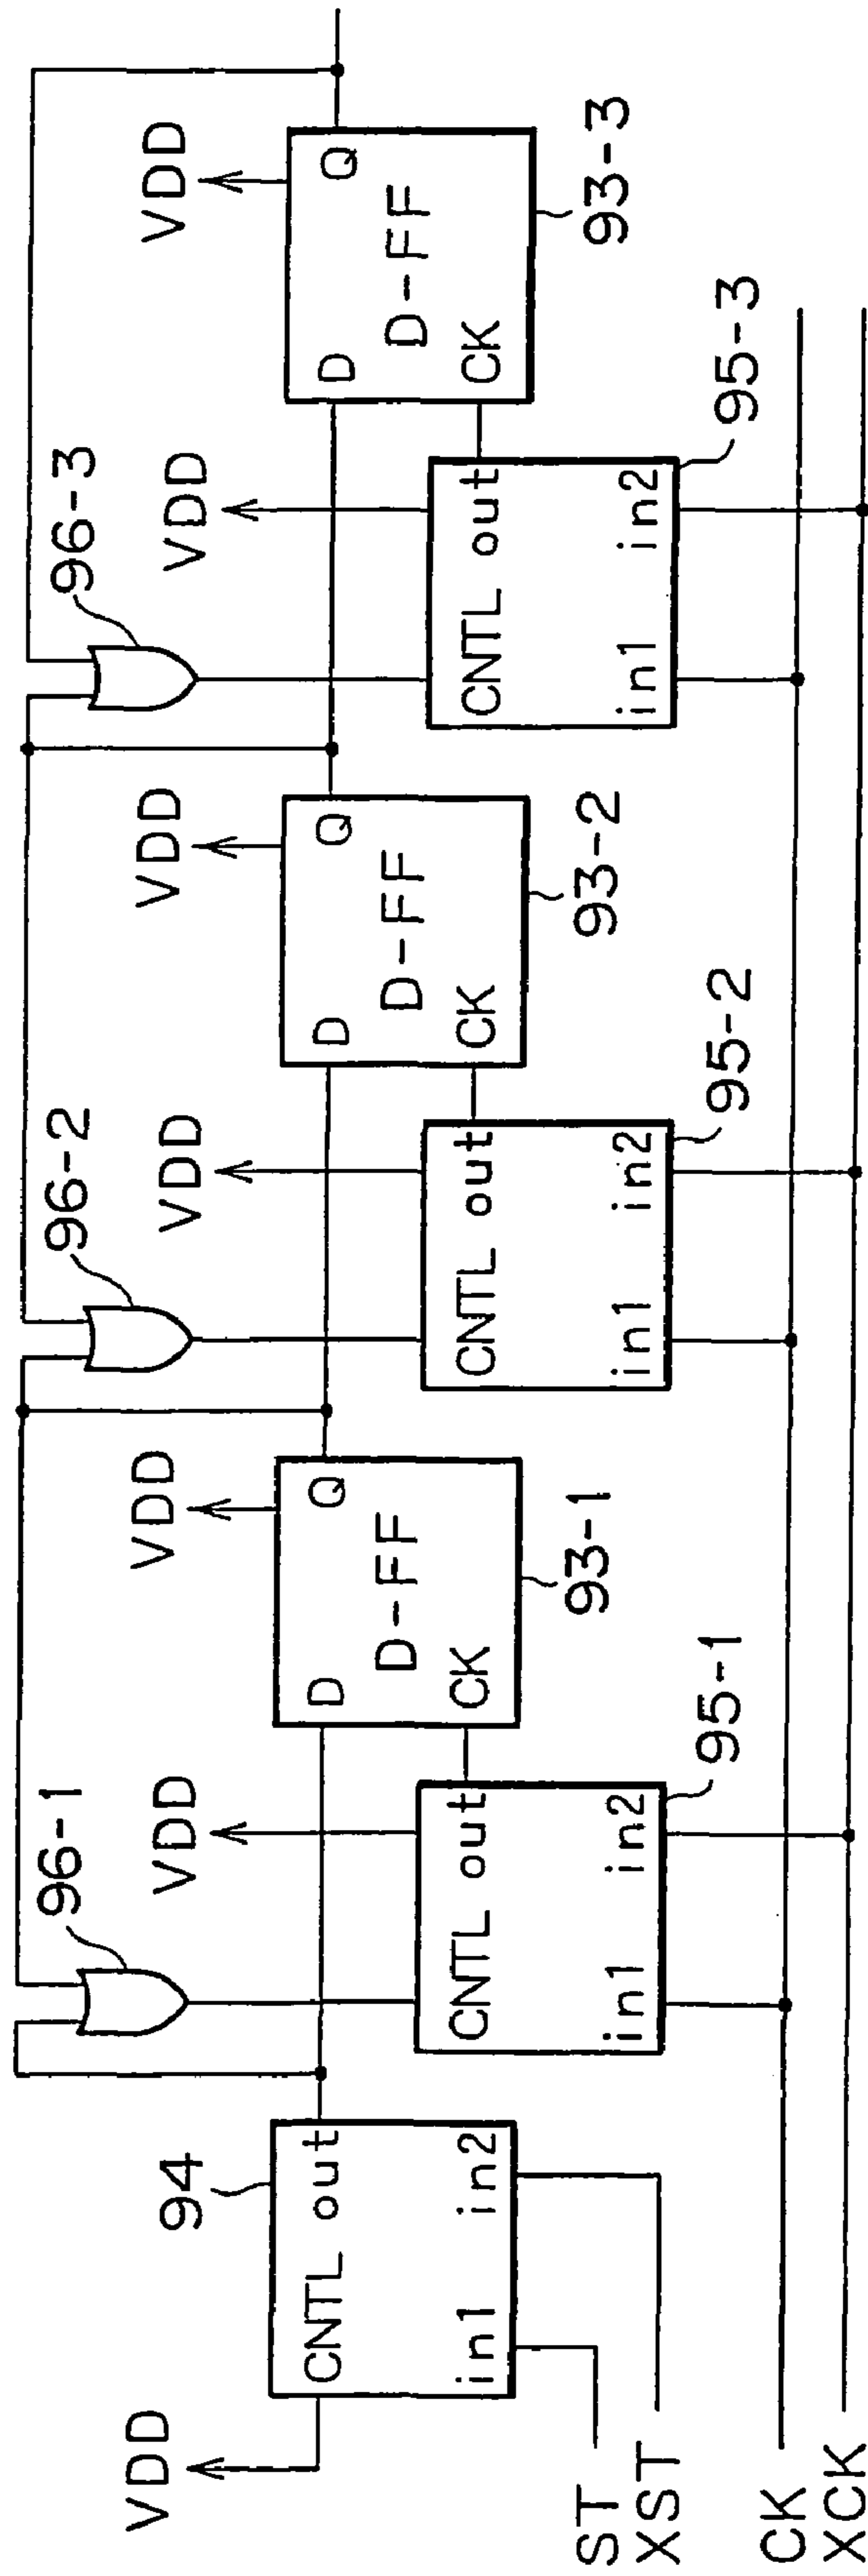 96-1
96-2
96-3
VDD
94
CNTL out
in1 in2
ST
XST
VDD
CNTL out
in1 in2
95-1
VDD
D Q
D-FF
CK
93-1
VDD
CNTL out
in1 in2
95-2
VDD
D Q
D-FF
CK
93-2
VDD
CNTL out
in1 in2
95-3
VDD
D Q
D-FF
CK
93-3
CK
XCK